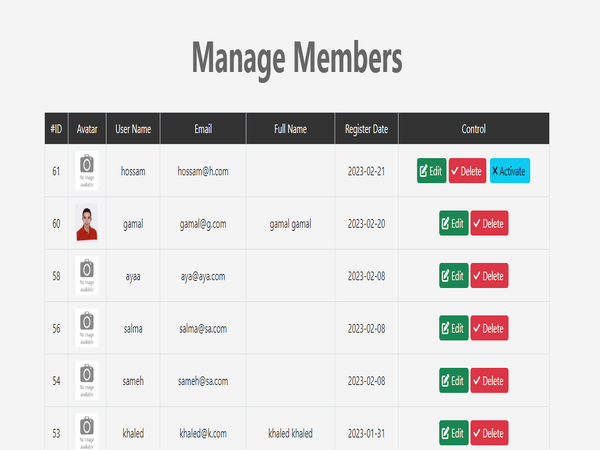 Manage Members
#ID Avatar User Name Email Full Name Register Date Control
61 No image available hossam hossam@h.com 2023-02-21 Edit Delete Activate
60 gamal gamal@g.com gamal gamal 2023-02-20 Edit Delete
58 No image available ayaa aya@aya.com 2023-02-08 Edit Delete
56 No image available salma salma@sa.com 2023-02-08 Edit Delete
54 No image available sameh sameh@sa.com 2023-02-08 Edit Delete
53 No image available khaled khaled@k.com khaled khaled 2023-01-31 Edit Delete